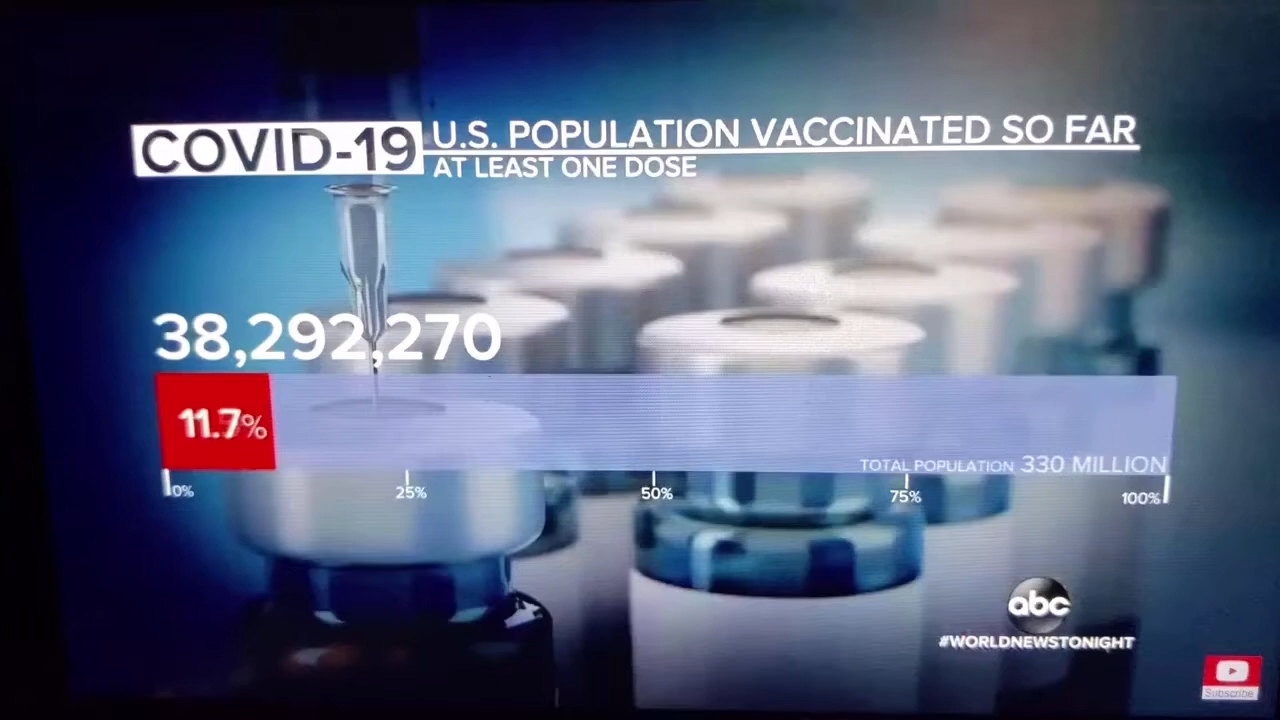 COVID-19
U.S. POPULATION VACCINATED SO FAR
AT LEAST ONE DOSE
38,292,270
11.7%
TOTAL POPULATION 330 MILLION
0%
25%
50%
75%
100%
abc
#WORLDNEWSTONIGHT
Subscribe